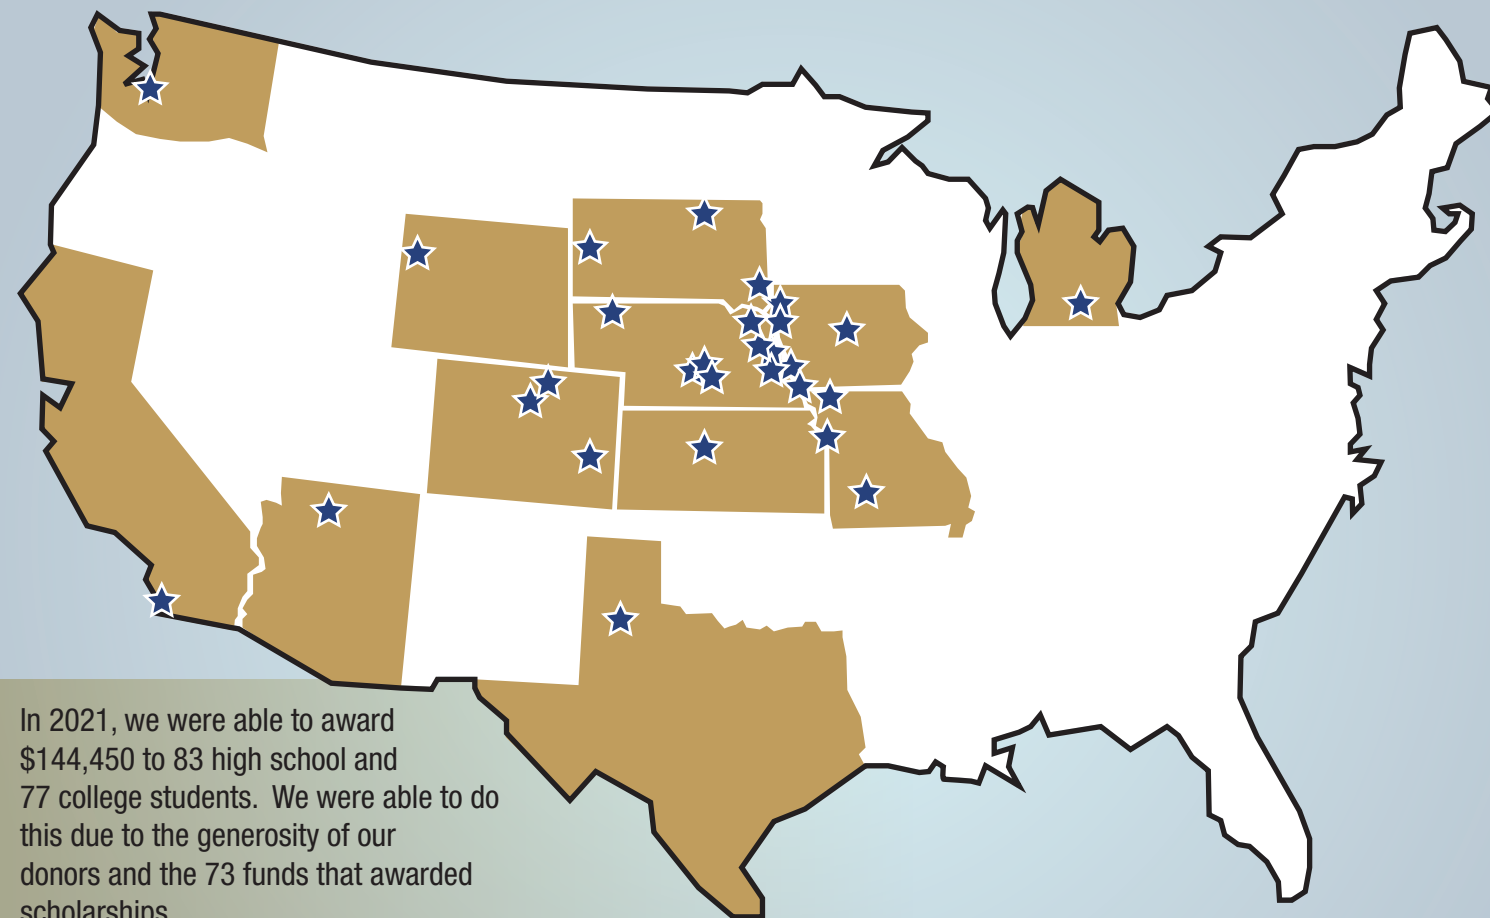 In 2021, we were able to award
$144,450 to 83 high school and
77 college students.  We were able to do
this due to the generosity of our
donors and the 73 funds that awarded
scholarships